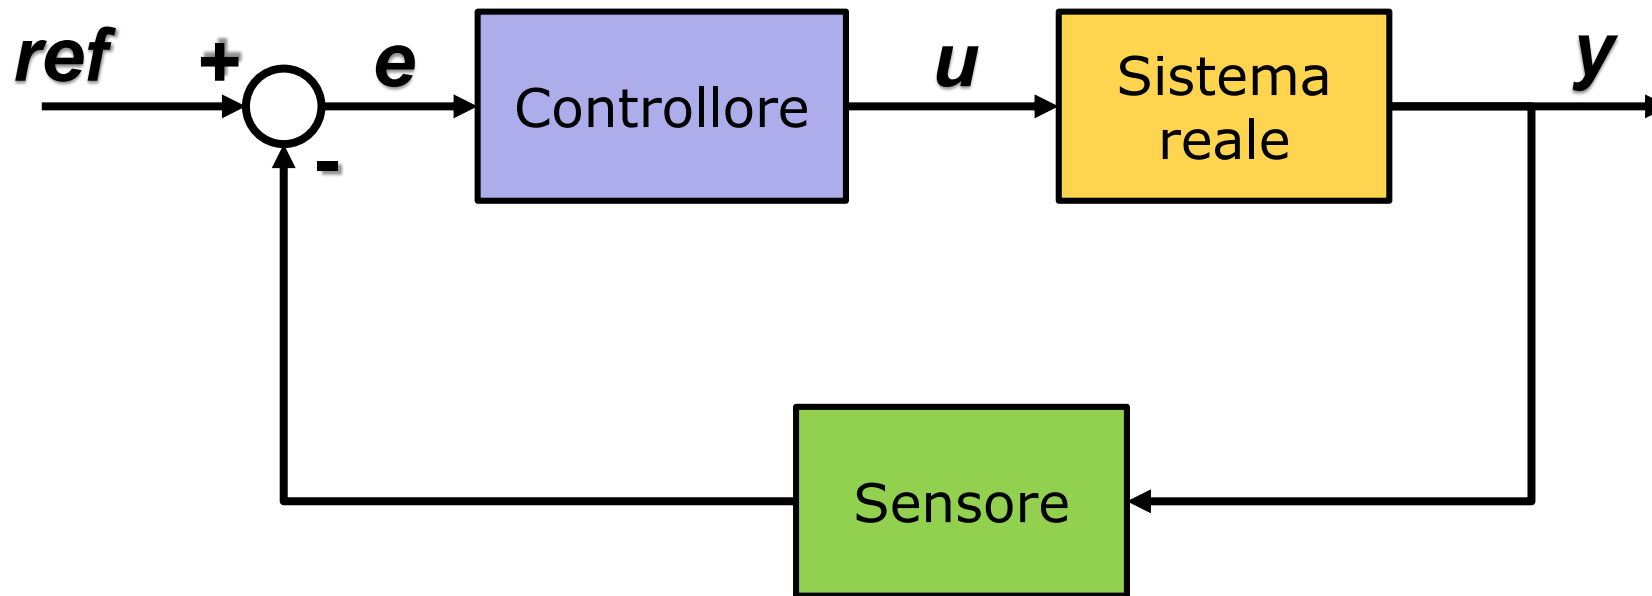 ref + e u y
Controllore
Sistema
reale
-
Sensore